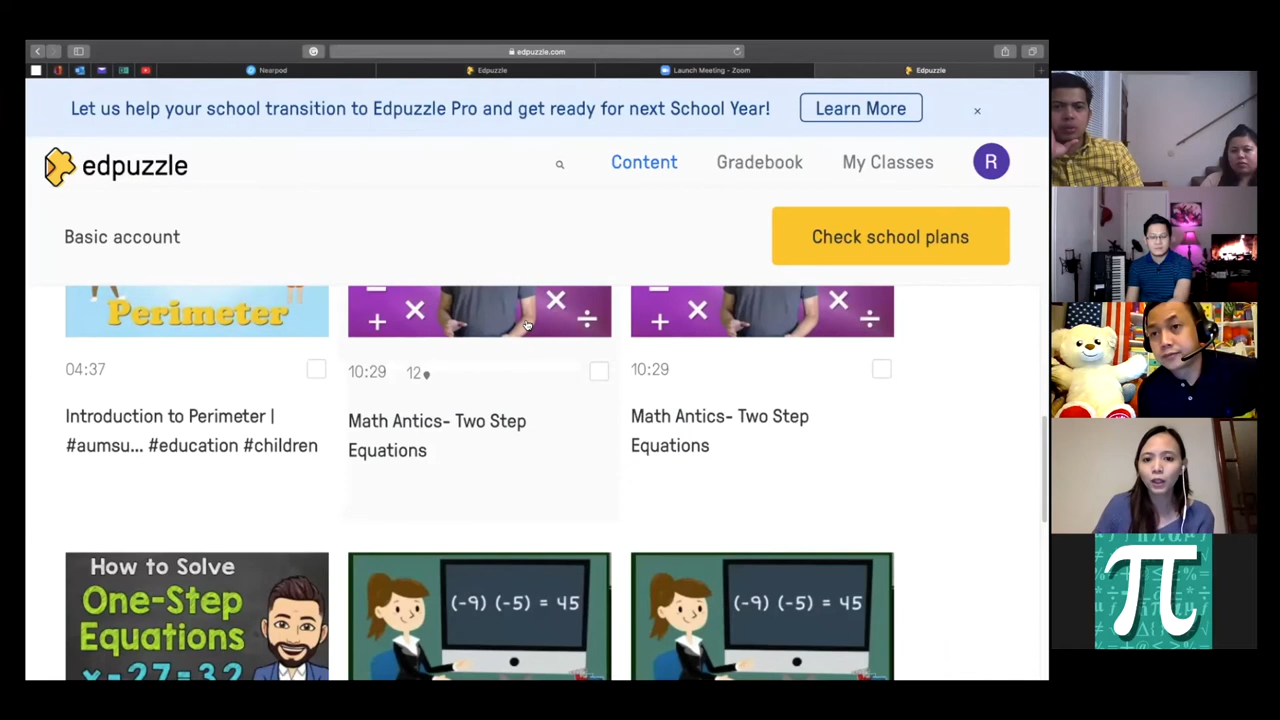 edpuzzle.com
Nearpod
Edpuzzle
Launch Meeting - Zoom
Edpuzzle
Let us help your school transition to Edpuzzle Pro and get ready for next School Year!
Learn More
×
edpuzzle
Content
Gradebook
My Classes
R
Basic account
Check school plans
Perimeter
+ × × ÷
+ × × ÷
04:37
10:29 12
10:29
Introduction to Perimeter |
#aumsu... #education #children
Math Antics- Two Step
Equations
Math Antics- Two Step
Equations
How to Solve
One-Step
Equations
x-27=32
(-9) (-5) = 45
(-9) (-5) = 45
π